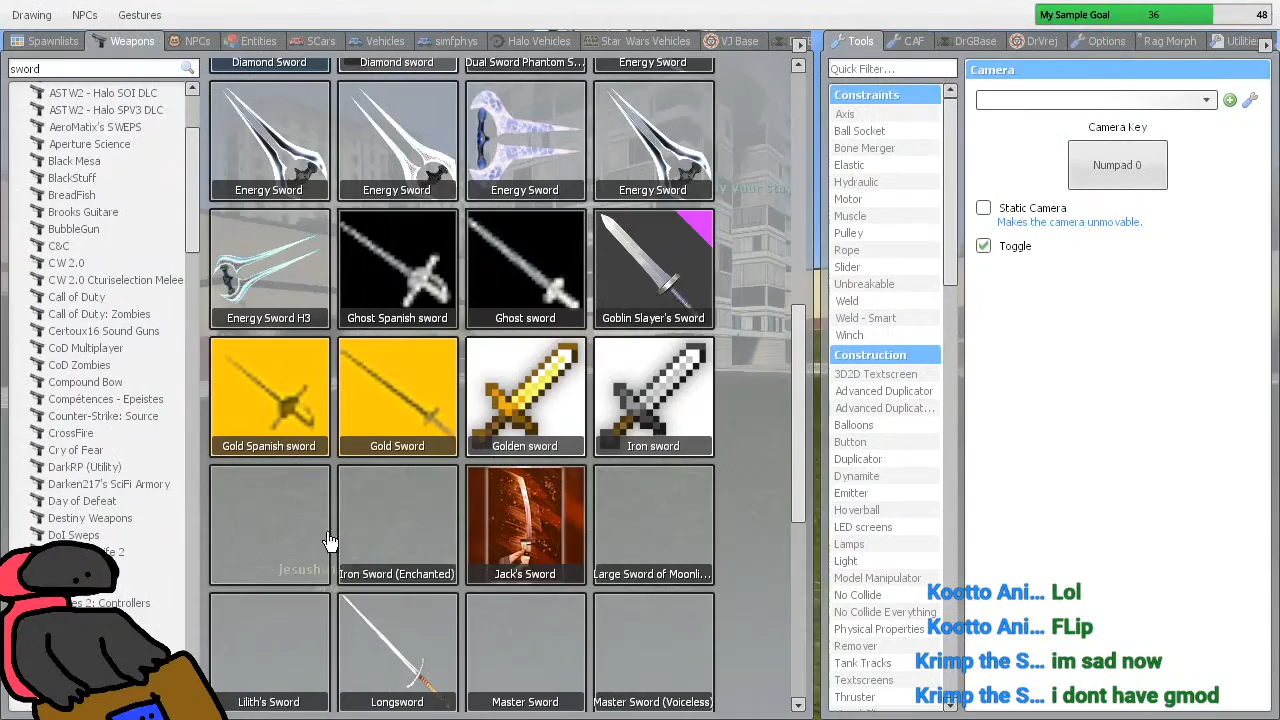 Drawing NPCs Gestures
My Sample Goal 36 48
Spawnlists Weapons NPCs Entities SCars Vehicles simfphys Halo Vehicles Star Wars Vehicles VJ Base
Tools CAF DrGBase DrVrej Options Rag Morph Utilitie
sword
ASTW2 - Halo SOI DLC
ASTW2 - Halo SP3 DLC
AeroMatix's SWEPS
Aperture Science
Black Mesa
BlackStuff
BreadFish
Brooks Guitare
BubbleGun
C&C
CW 2.0
CW 2.0 Cturiselection Melee
Call of Duty
Call of Duty: Zombies
Certoux16 Sound Guns
CoD Multiplayer
CoD Zombies
Compound Bow
Compétences - Epeistes
Counter-Strike: Source
CrossFire
Cry of Fear
DarkRP (Utility)
Darken217's SciFi Armory
Day of Defeat
Destiny Weapons
DoI Sweps
ife 2
es 2: Controllers
Diamond Sword Diamond sword Dual Sword Phantom S... Energy Sword
Energy Sword Energy Sword Energy Sword Energy Sword
Energy Sword H3 Ghost Spanish sword Ghost sword Goblin Slayer's Sword
Gold Spanish sword Gold Sword Golden sword Iron sword
Iron Sword (Enchanted) Jack's Sword Large Sword of Moonli...
Lilith's Sword Longsword Master Sword Master Sword (Voiceless)
Quick Filter...
Constraints
Axis
Ball Socket
Bone Merger
Elastic
Hydraulic
Motor
Muscle
Pulley
Rope
Slider
Unbreakable
Weld
Weld - Smart
Winch
Construction
3D2D Textscreen
Advanced Duplicator
Advanced Duplicat...
Balloons
Button
Duplicator
Dynamite
Emitter
Hoverball
LED screens
Lamps
Light
Model Manipulator
No Collide
No Collide Everything
Physical Properties
Remover
Tank Tracks
Textscreens
Thruster
Camera
Camera Key
Numpad 0
Static Camera
Makes the camera unmovable.
Toggle
Kootto Ani... Lol
Kootto Ani... FLip
Krimp the S... im sad now
Krimp the S... i dont have gmod